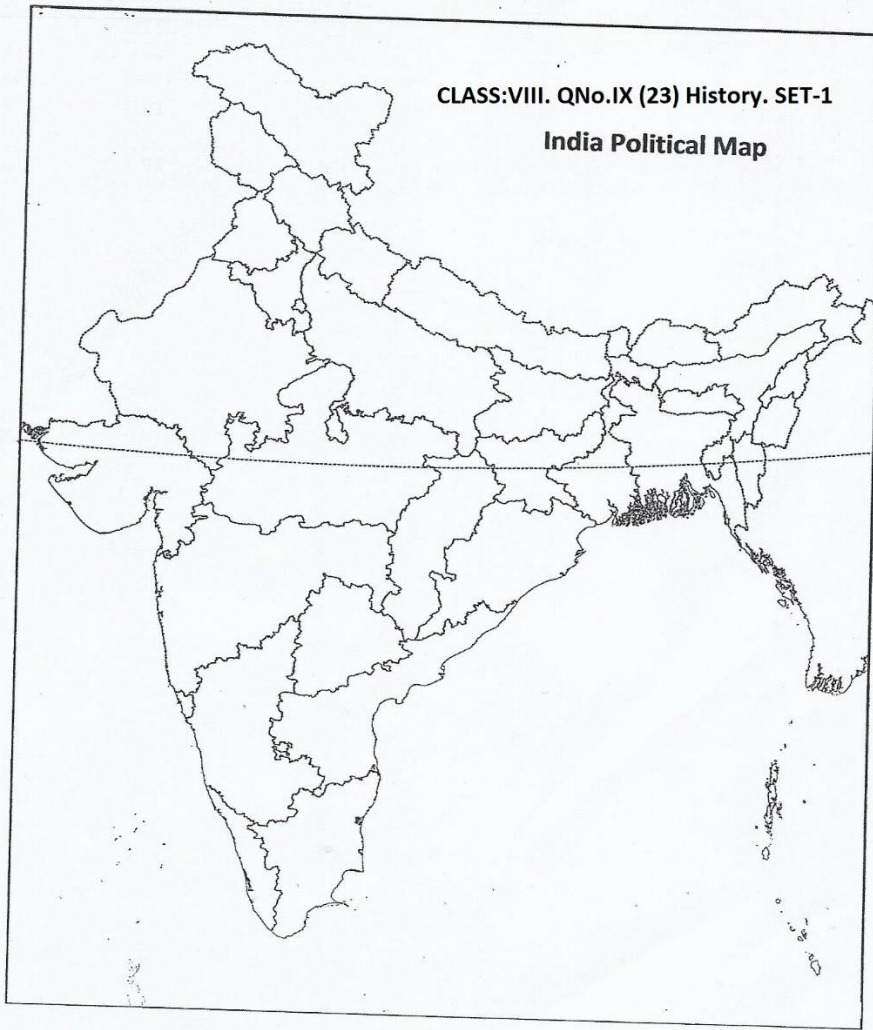 CLASS:VIII. QNo.IX (23) History. SET-1
India Political Map